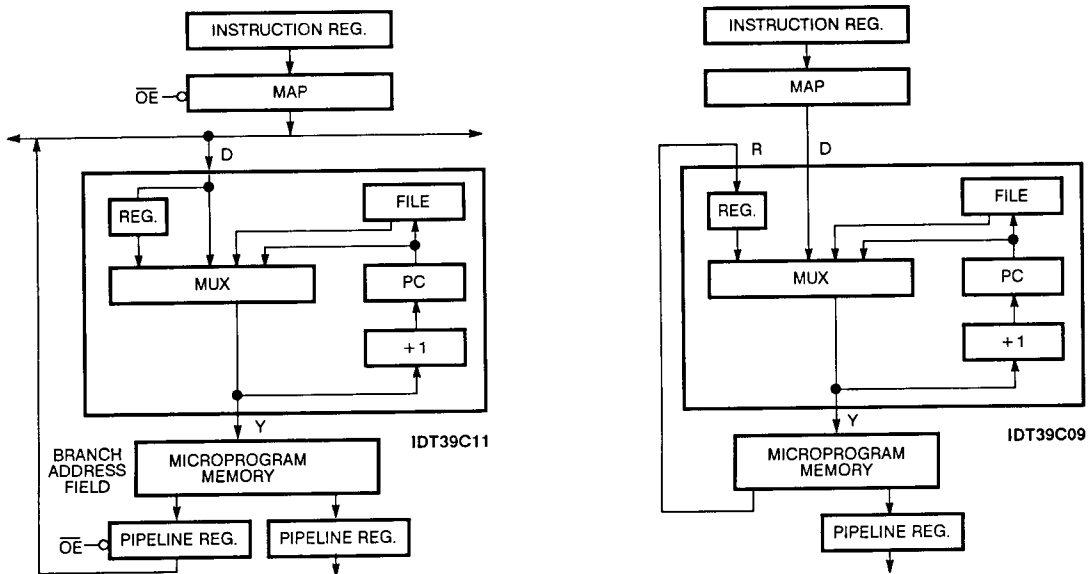 INSTRUCTION REG.
OE
MAP
D
REG.
FILE
MUX
PC
+1
Y
IDT39C11
BRANCH
ADDRESS
FIELD
MICROPROGRAM
MEMORY
OE
PIPELINE REG.
PIPELINE REG.
INSTRUCTION REG.
MAP
R
D
REG.
FILE
MUX
PC
+1
Y
IDT39C09
MICROPROGRAM
MEMORY
PIPELINE REG.